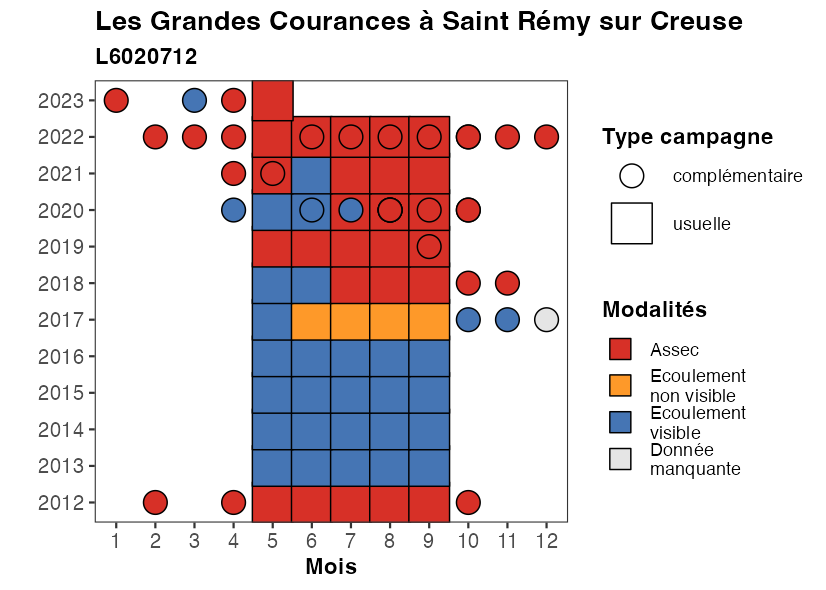 Les Grandes Courances à Saint Rémy sur Creuse
L6020712
2023
2022
2021
2020
2019
2018
2017
2016
2015
2014
2013
2012
1 2 3 4 5 6 7 8 9 10 11 12
Mois
Type campagne
complémentaire
usuelle
Modalités
Assec
Ecoulement
non visible
Ecoulement
visible
Donnée
manquante